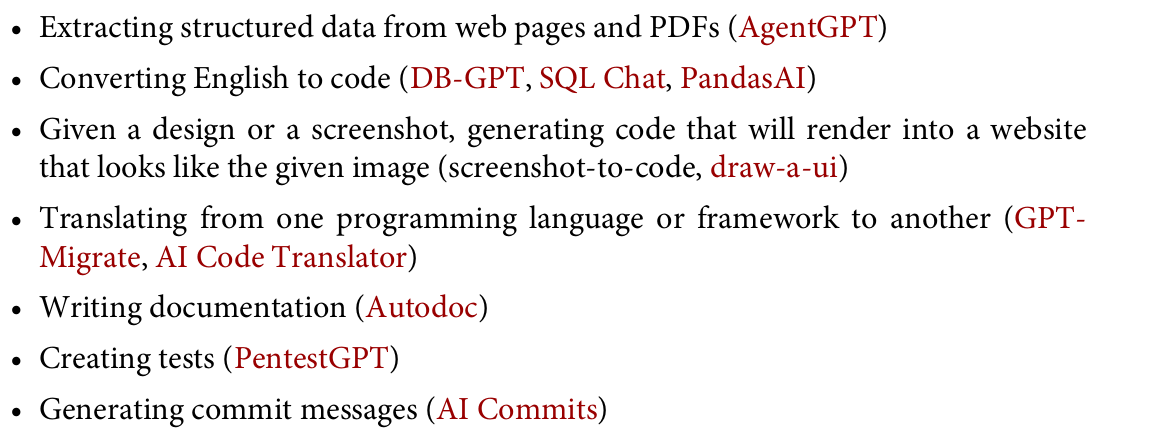 • Extracting structured data from web pages and PDFs (AgentGPT)
• Converting English to code (DB-GPT, SQL Chat, PandasAI)
• Given a design or a screenshot, generating code that will render into a website
that looks like the given image (screenshot-to-code, draw-a-ui)
• Translating from one programming language or framework to another (GPT-
Migrate, AI Code Translator)
• Writing documentation (Autodoc)
• Creating tests (PentestGPT)
• Generating commit messages (AI Commits)